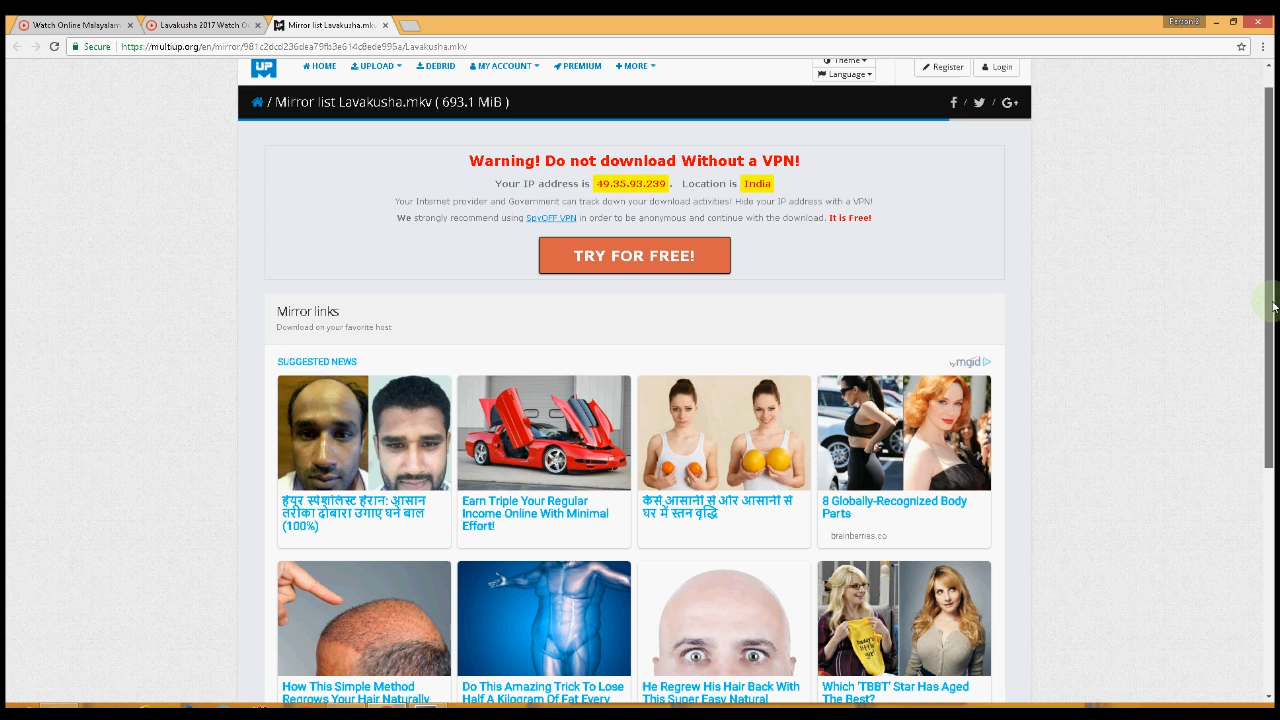 Watch Online Malayalam
Lavakusha 2017 Watch O
Mirror list Lavakusha.mkv
Person 2
Secure
https://multiup.org/en/mirror/981c2dcd236dea79fb3e614c8ede995a/Lavakusha.mkv
UP
HOME
UPLOAD
DEBRID
MY ACCOUNT
PREMIUM
MORE
Theme
Language
Register
Login
/ Mirror list Lavakusha.mkv ( 693.1 MiB )
f / / G+
Warning! Do not download Without a VPN!
Your IP address is 49.35.93.239 . Location is India
Your Internet provider and Government can track down your download activities! Hide your IP address with a VPN!
We strongly recommend using SpyOFF VPN in order to be anonymous and continue with the download. It is Free!
TRY FOR FREE!
Mirror links
Download on your favorite host
SUGGESTED NEWS
by mgid
हेयर स्पेशलिस्ट हैरान: आसान
तरीका दोबारा उगाए घने बाल
(100%)
Earn Triple Your Regular
Income Online With Minimal
Effort!
कैसे आसानी से और आसानी से
घर में स्तन वृद्धि
8 Globally-Recognized Body
Parts
brainberries.co
How This Simple Method
Regrows Your Hair Naturally
Do This Amazing Trick To Lose
Half A Kilogram Of Fat Every
He Regrew His Hair Back With
This Super Easy Natural
daddy's
little
girl
Which 'TBBT' Star Has Aged
The Best?